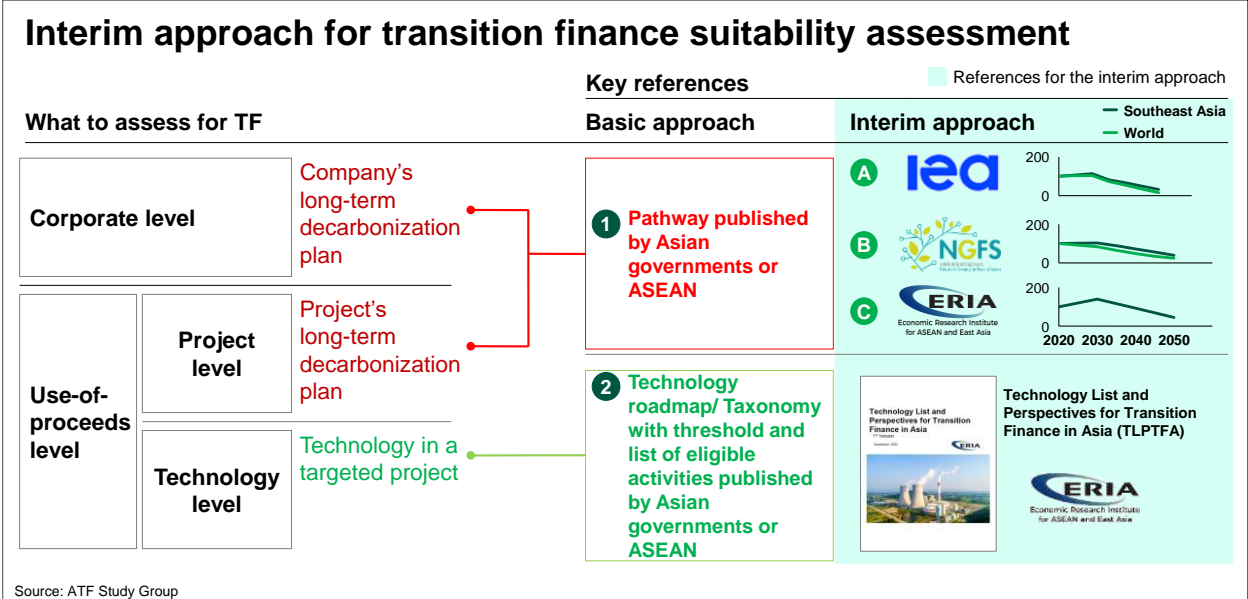 Interim approach for transition finance suitability assessment
Key references
References for the interim approach
What to assess for TF
Basic approach
Interim approach
Southeast Asia
World
Corporate level
Company's
long-term
decarbonization
plan
Use-of-
proceeds
level
Project
level
Project's
long-term
decarbonization
plan
Technology
level
Technology in a
targeted project
1
Pathway published
by Asian
governments or
ASEAN
2
Technology
roadmap/ Taxonomy
with threshold and
list of eligible
activities published
by Asian
governments or
ASEAN
A
iea
200
0
B
NGFS
200
0
C
ERIA
Economic Research Institute
for ASEAN and East Asia
200
0
2020 2030 2040 2050
Technology List and
Perspectives for Transition
Finance in Asia
ERIA
Technology List and
Perspectives for Transition
Finance in Asia (TLPTFA)
ERIA
Economic Research Institute
for ASEAN and East Asia
Source: ATF Study Group